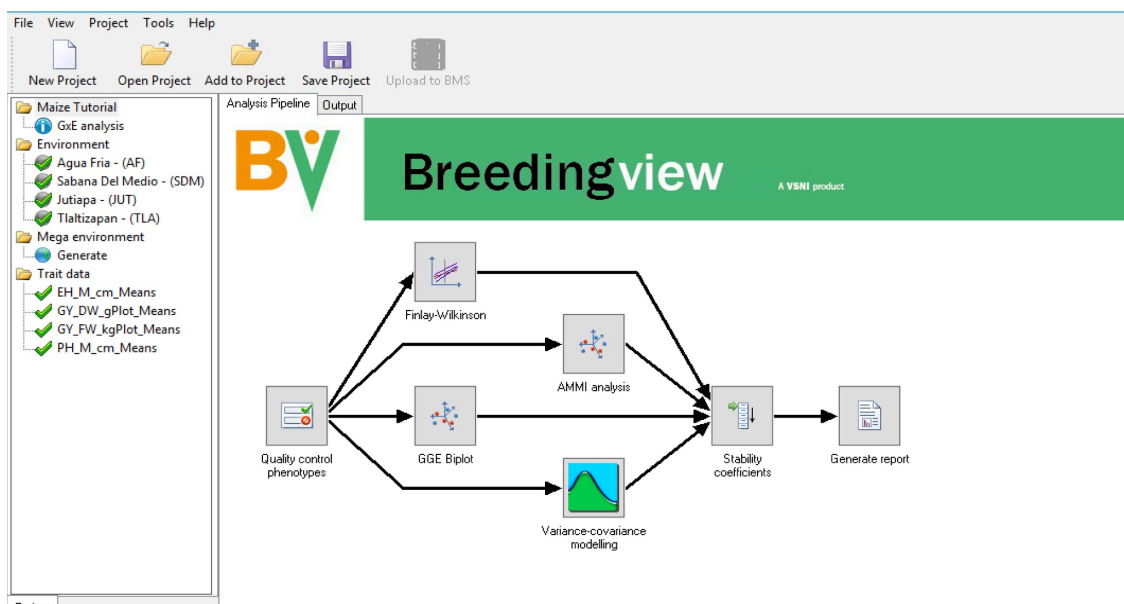 File View Project Tools Help
New Project Open Project Add to Project Save Project Upload to BMS
Maize Tutorial
GxE analysis
Environment
Agua Fria - (AF)
Sabana Del Medio - (SDM)
Jutiapa - (JUT)
Tlaltizapan - (TLA)
Mega environment
Generate
Trait data
EH_M_cm_Means
GY_DW_gPlot_Means
GY_FW_kgPlot_Means
PH_M_cm_Means
Analysis Pipeline Output
BV
Breedingview
A VSNI product
Finlay-Wilkinson
AMMI analysis
Quality control
phenotypes
GGE Biplot
Stability
coefficients
Generate report
Variance-covariance
modelling